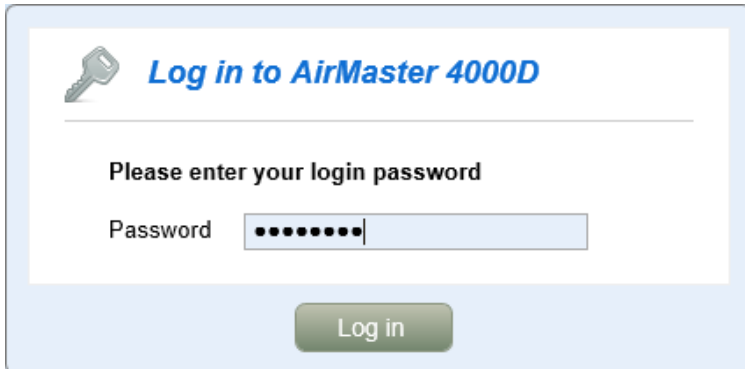 Log in to AirMaster 4000D
Please enter your login password
Password ••••••••
Log in